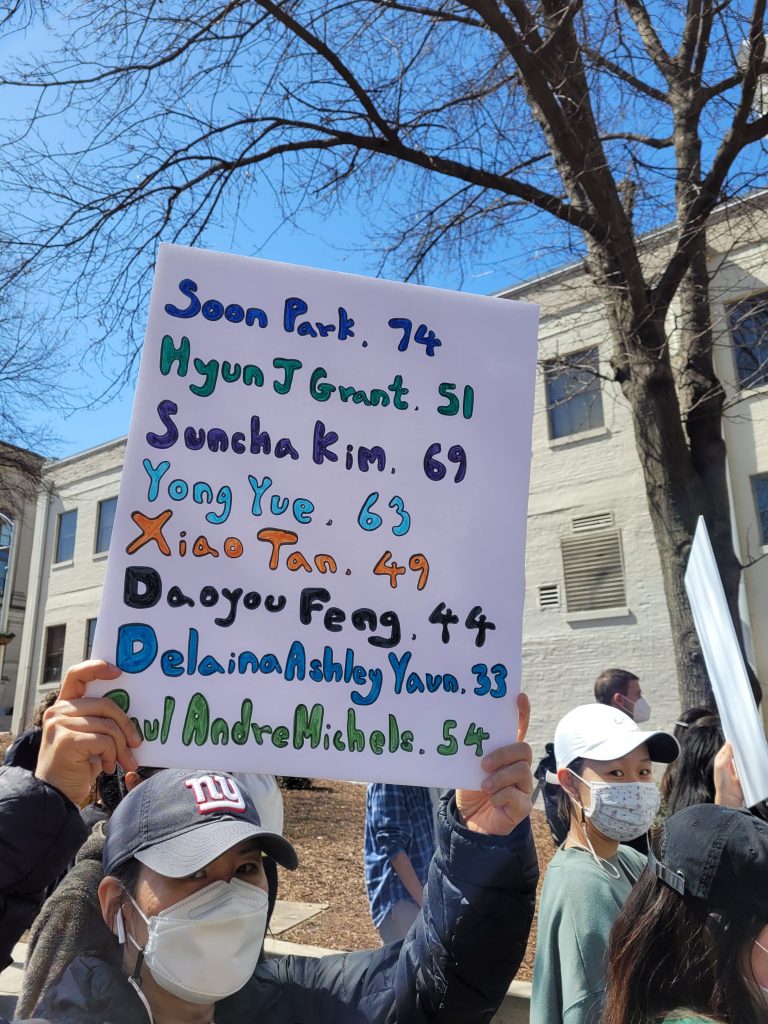 Soon Park. 74
Hyun J Grant. 51
Suncha Kim. 69
Yong Yue. 63
Xiao Tan. 49
Daoyou Feng. 44
Delaina Ashley Yaun. 33
Paul Andre Michels. 54
NY